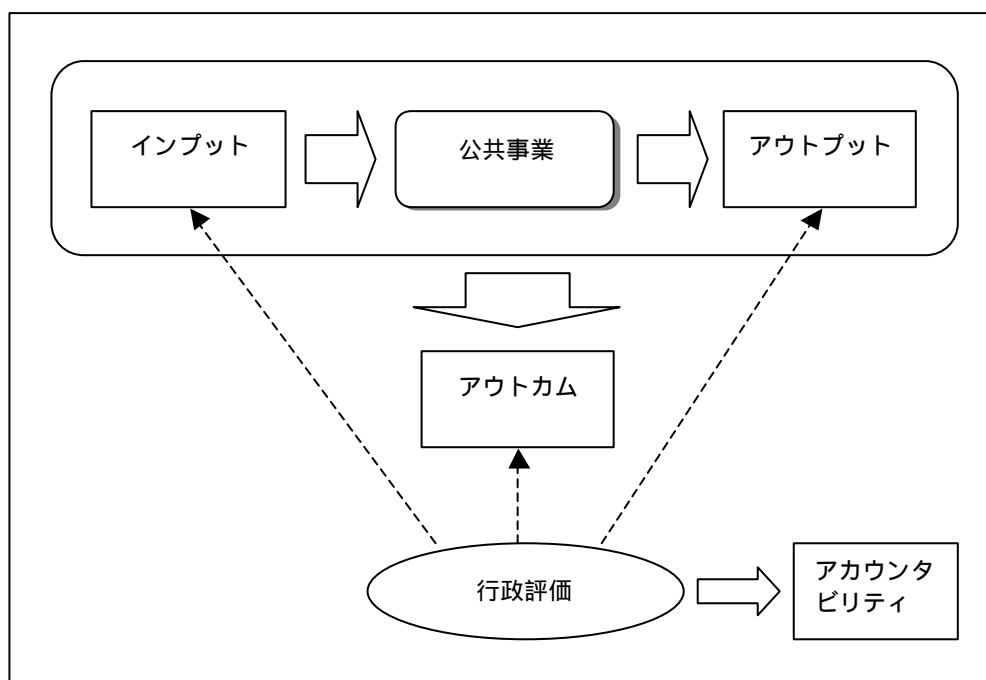 インプット
公共事業
アウトプット
アウトカム
行政評価
アカウンタ
ビリティ